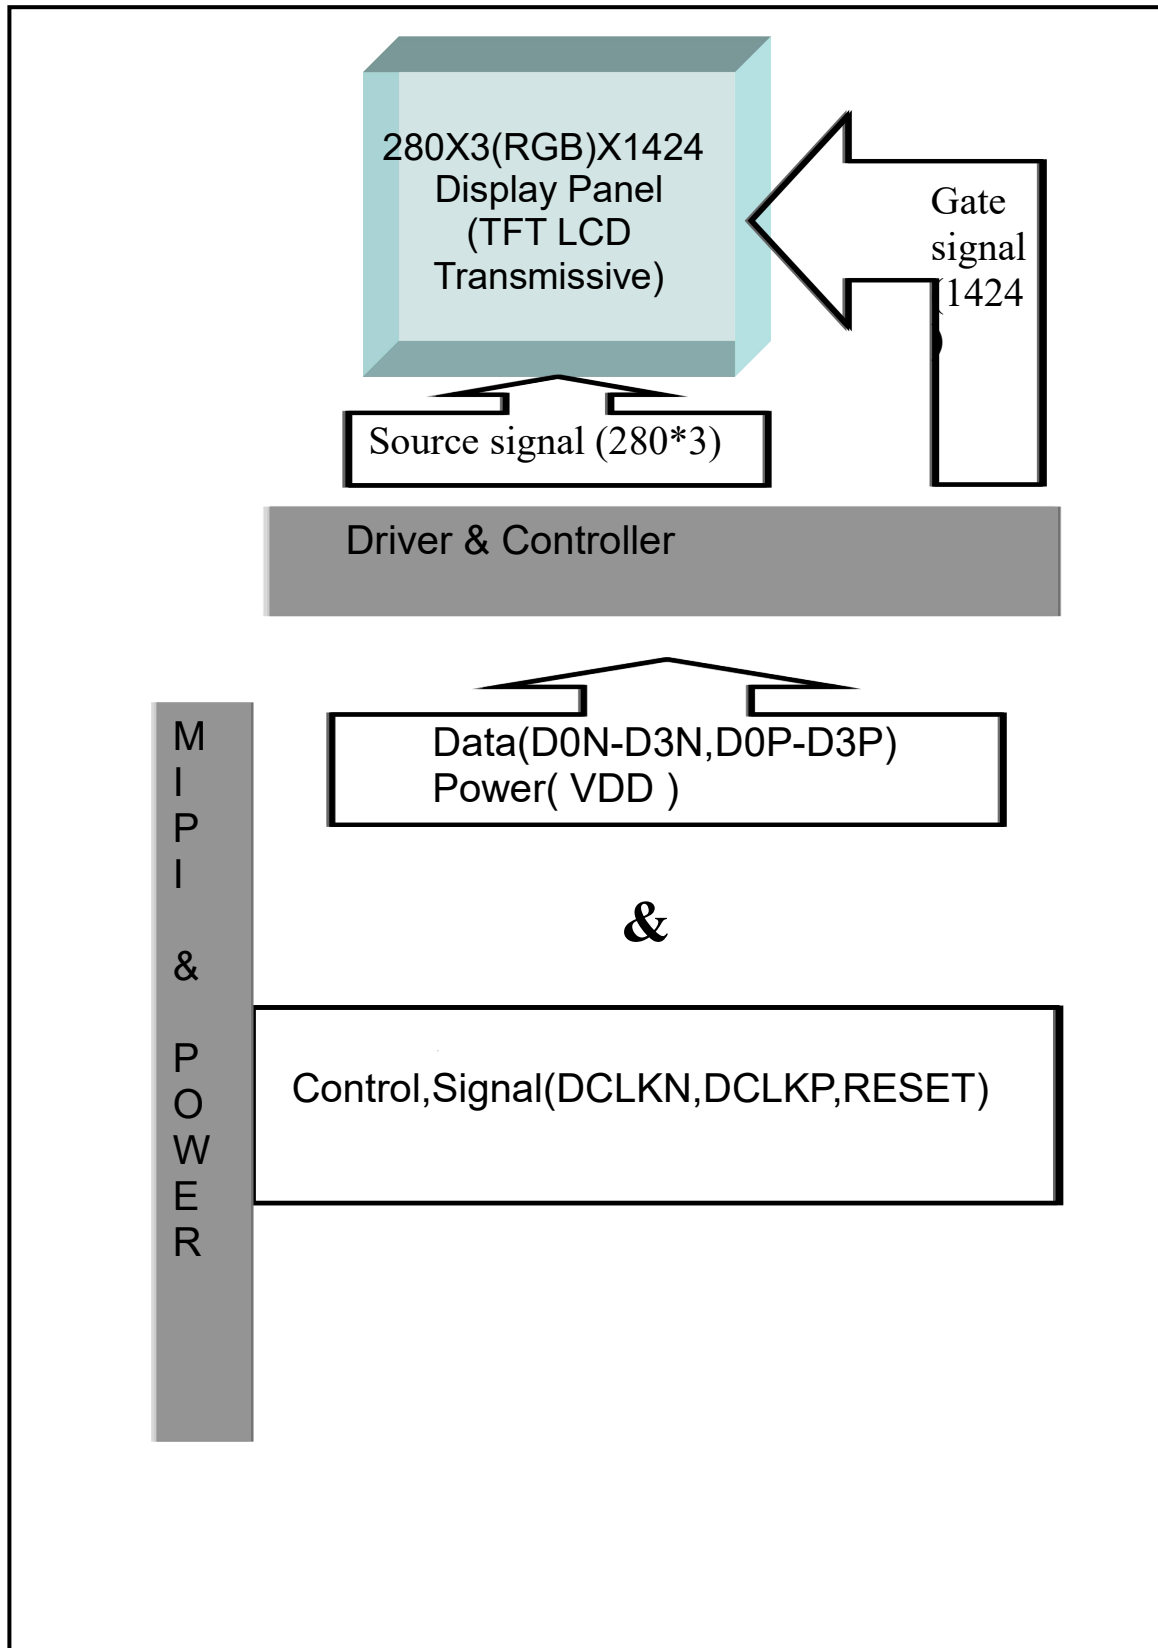 280X3(RGB)X1424
Display Panel
(TFT LCD
Transmissive)
Gate
signal
(1424
)
Source signal (280*3)
Driver & Controller
M
I
P
I
&
P
O
W
E
R
Data(D0N-D3N,D0P-D3P)
Power( VDD )
&
Control,Signal(DCLKN,DCLKP,RESET)